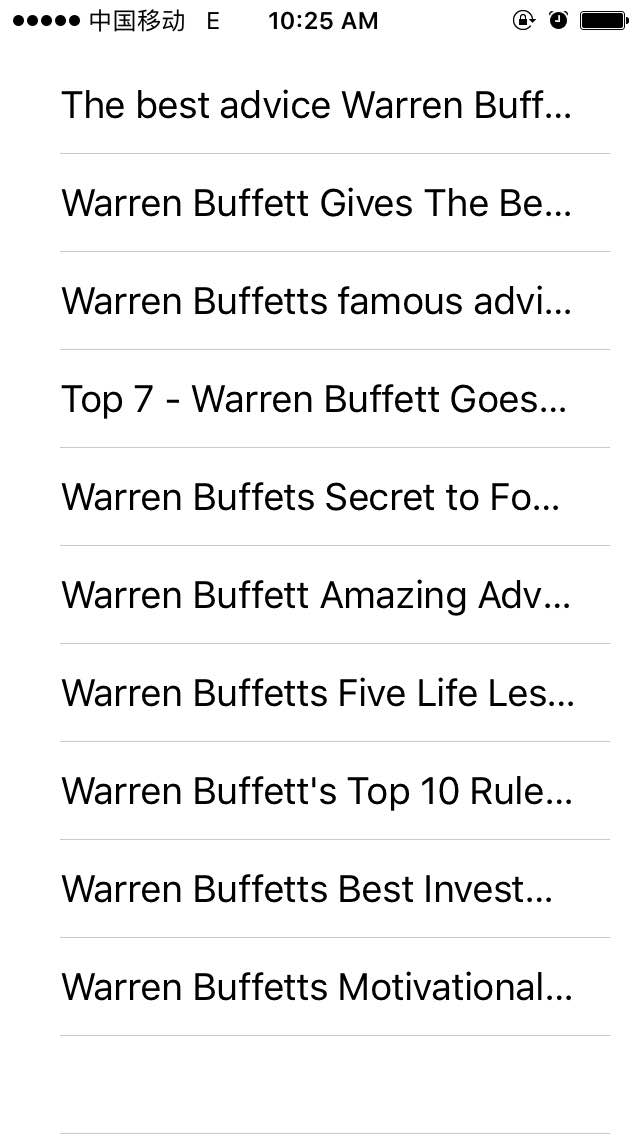 中国移动 E 10:25 AM
The best advice Warren Buff...
Warren Buffett Gives The Be...
Warren Buffetts famous advi...
Top 7 - Warren Buffett Goes...
Warren Buffets Secret to Fo...
Warren Buffett Amazing Adv...
Warren Buffetts Five Life Les...
Warren Buffett's Top 10 Rule...
Warren Buffetts Best Invest...
Warren Buffetts Motivational...